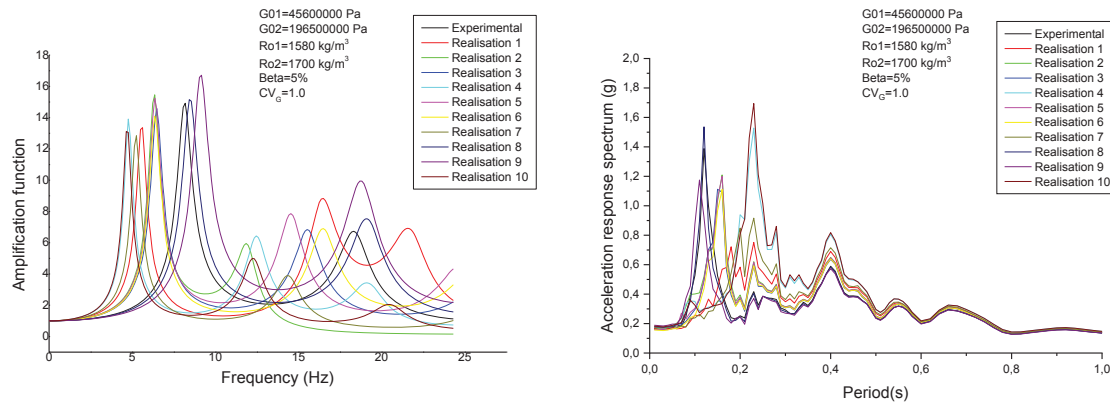 G01=45600000 Pa
G02=196500000 Pa
Ro1=1580 kg/m³
Ro2=1700 kg/m³
Beta=5%
CV_G=1.0
Experimental
Realisation 1
Realisation 2
Realisation 3
Realisation 4
Realisation 5
Realisation 6
Realisation 7
Realisation 8
Realisation 9
Realisation 10
18
16
14
12
10
8
6
4
2
0
Amplification function
0
5
10
15
20
25
Frequency (Hz)
G01=45600000 Pa
G02=196500000 Pa
Ro1=1580 kg/m³
Ro2=1700 kg/m³
Beta=5%
CV_G=1.0
Experimental
Realisation 1
Realisation 2
Realisation 3
Realisation 4
Realisation 5
Realisation 6
Realisation 7
Realisation 8
Realisation 9
Realisation 10
2,0
1,8
1,6
1,4
1,2
1,0
0,8
0,6
0,4
0,2
0,0
Acceleration response spectrum (g)
0,0
0,2
0,4
0,6
0,8
1,0
Period(s)